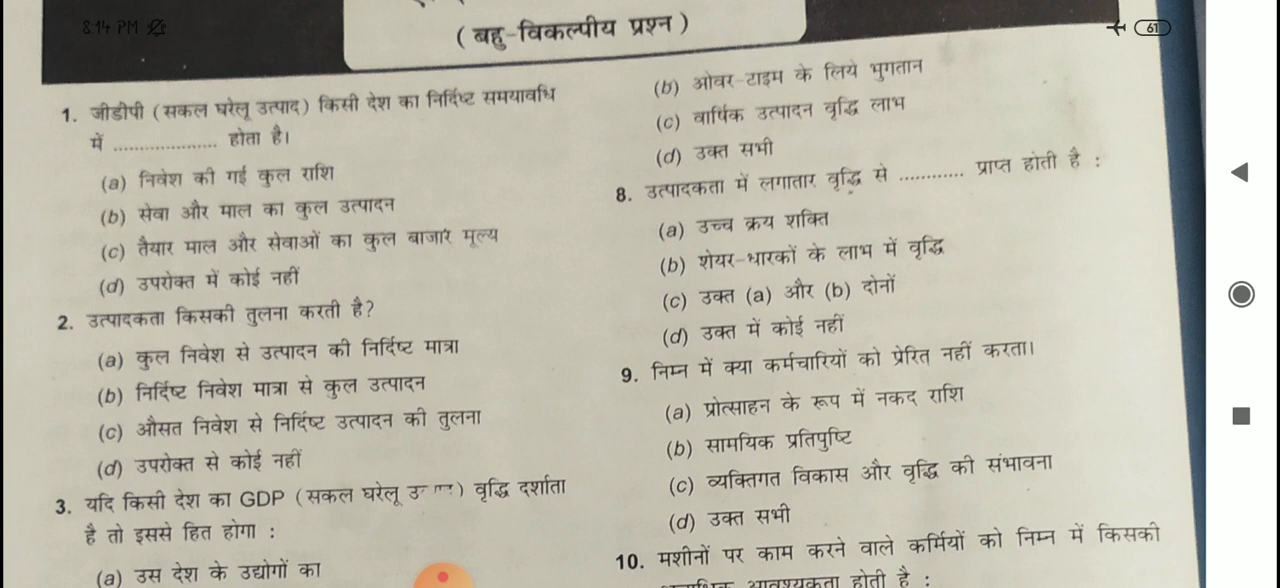 8:14 PM
61
(बहु-विकल्पीय प्रश्न)
1. जीडीपी (सकल घरेलू उत्पाद) किसी देश का निर्दिष्ट समयावधि
में .................... होता है।
(a) निवेश की गई कुल राशि
(b) सेवा और माल का कुल उत्पादन
(c) तैयार माल और सेवाओं का कुल बाजार मूल्य
(d) उपरोक्त में कोई नहीं
2. उत्पादकता किसकी तुलना करती है?
(a) कुल निवेश से उत्पादन की निर्दिष्ट मात्रा
(b) निर्दिष्ट निवेश मात्रा से कुल उत्पादन
(c) औसत निवेश से निर्दिष्ट उत्पादन की तुलना
(d) उपरोक्त से कोई नहीं
3. यदि किसी देश का GDP (सकल घरेलू ) वृद्धि दर्शाता
है तो इससे हित होगा :
(a) उस देश के उद्योगों का
(b) ओवर-टाइम के लिये भुगतान
(c) वार्षिक उत्पादन वृद्धि लाभ
(d) उक्त सभी
8. उत्पादकता में लगातार वृद्धि से ............ प्राप्त होती है :
(a) उच्च क्रय शक्ति
(b) शेयर-धारकों के लाभ में वृद्धि
(c) उक्त (a) और (b) दोनों
(d) उक्त में कोई नहीं
9. निम्न में क्या कर्मचारियों को प्रेरित नहीं करता।
(a) प्रोत्साहन के रूप में नकद राशि
(b) सामयिक प्रतिपुष्टि
(c) व्यक्तिगत विकास और वृद्धि की संभावना
(d) उक्त सभी
10. मशीनों पर काम करने वाले कर्मियों को निम्न में किसकी
आवश्यकता होती है :